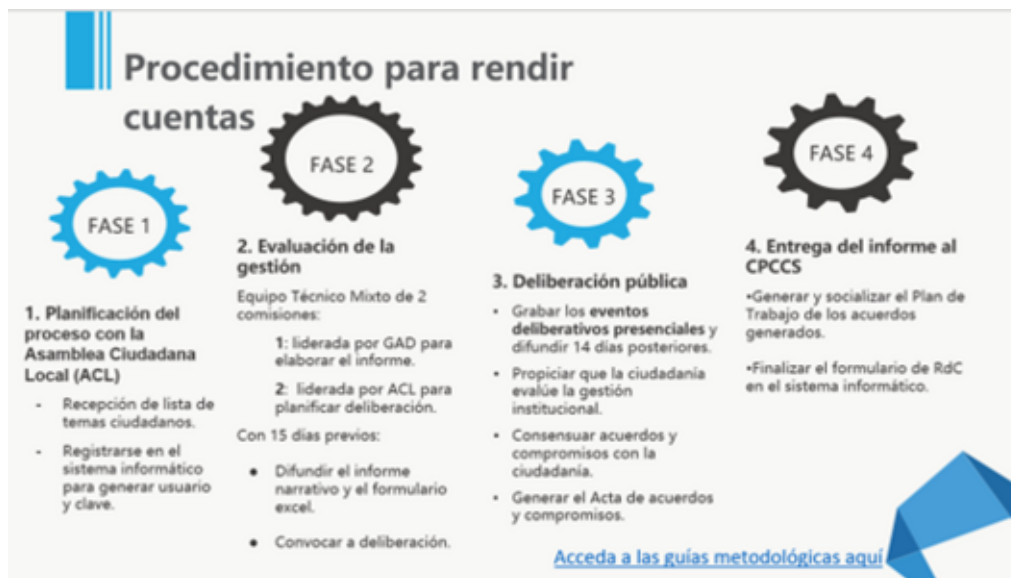 Procedimiento para rendir
cuentas
FASE 1
1. Planificación del
proceso con la
Asamblea Ciudadana
Local (ACL)
- Recepción de lista de
temas ciudadanos.
- Registrarse en el
sistema informático
para generar usuario
y clave.
FASE 2
2. Evaluación de la
gestión
Equipo Técnico Mixto de 2
comisiones:
1: liderada por GAD para
elaborar el informe.
2: liderada por ACL para
planificar deliberación.
Con 15 días previos:
• Difundir el informe
narrativo y el formulario
excel.
• Convocar a deliberación.
FASE 3
3. Deliberación pública
• Grabar los eventos
deliberativos presenciales y
difundir 14 días posteriores.
• Propiciar que la ciudadanía
evalúe la gestión
institucional.
• Consensuar acuerdos y
compromisos con la
ciudadanía.
• Generar el Acta de acuerdos
y compromisos.
FASE 4
4. Entrega del informe al
CPCCS
•Generar y socializar el Plan de
Trabajo de los acuerdos
generados.
•Finalizar el formulario de RdC
en el sistema informático.
Acceda a las guías metodológicas aquí